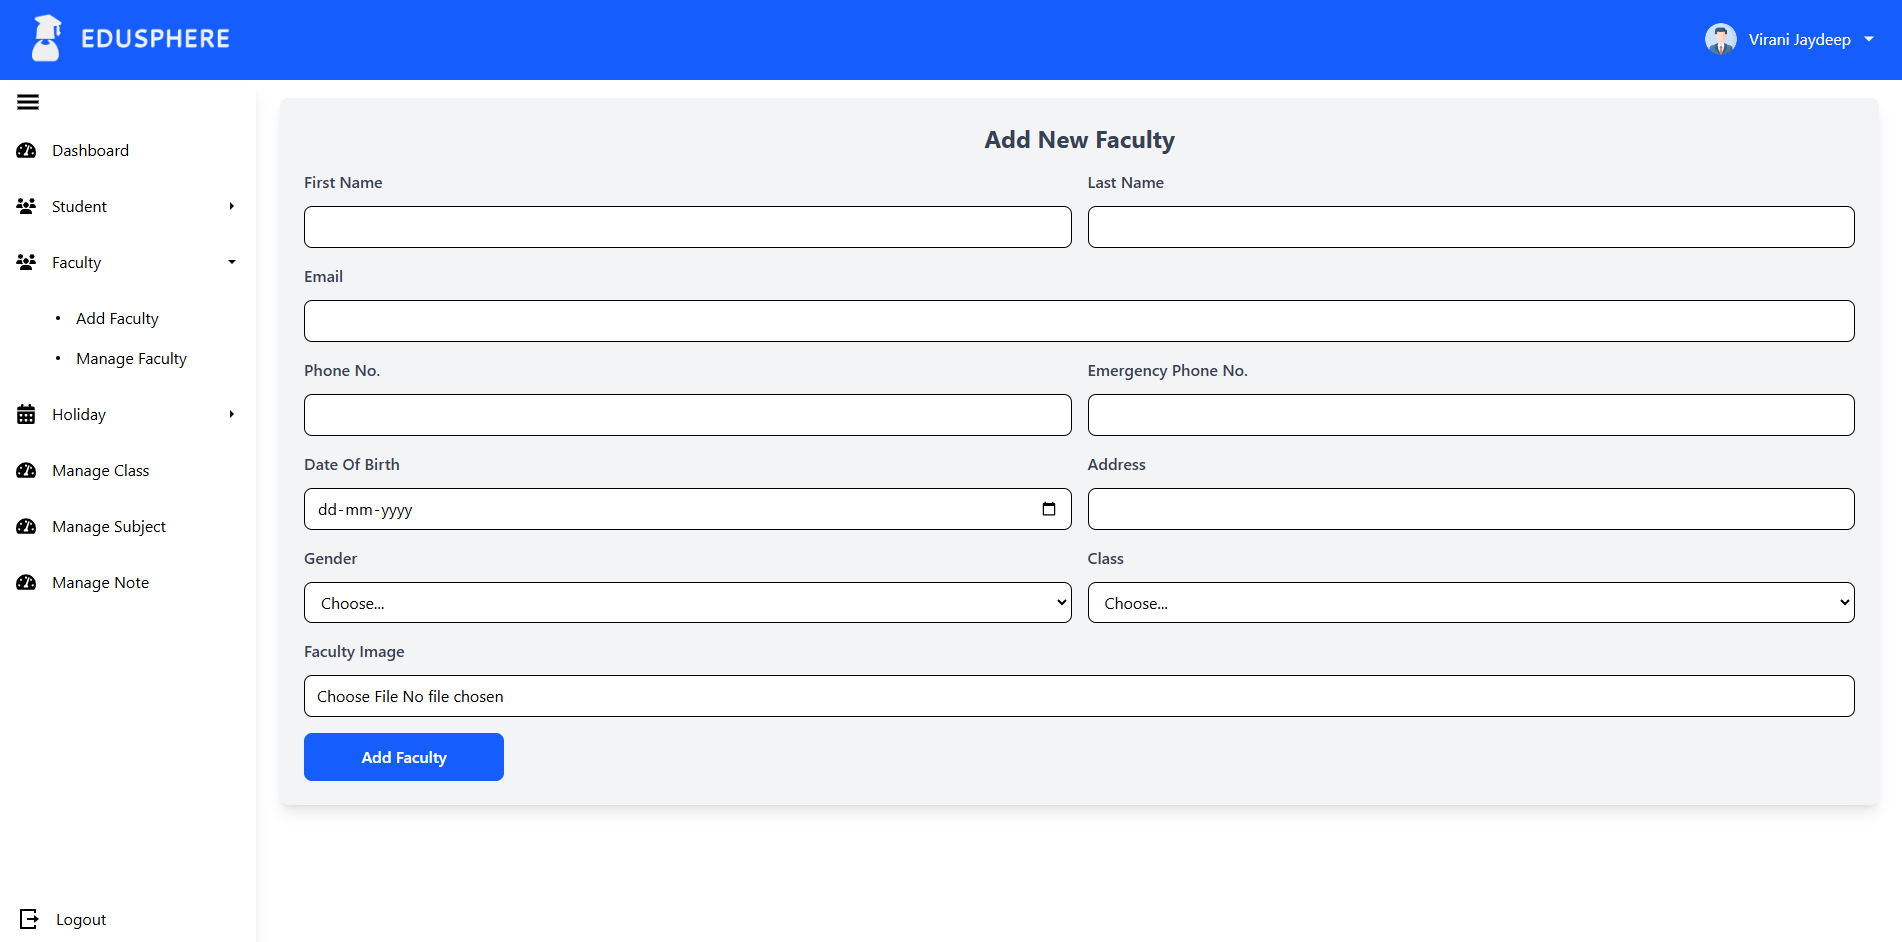 EDUSPHERE
Virani Jaydeep
Dashboard
Student
Faculty
• Add Faculty
• Manage Faculty
Holiday
Manage Class
Manage Subject
Manage Note
Logout
Add New Faculty
First Name
Last Name
Email
Phone No.
Emergency Phone No.
Date Of Birth
Address
dd-mm-yyyy
Gender
Class
Choose...
Choose...
Faculty Image
Choose File No file chosen
Add Faculty